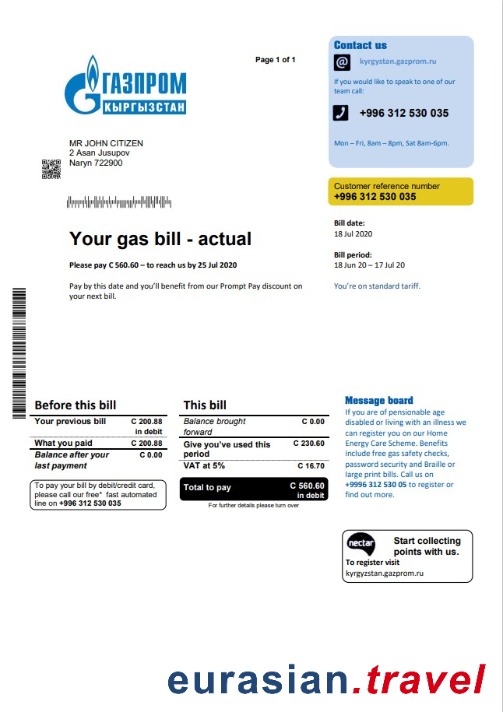 Page 1 of 1
ГАЗПРОМ
КЫРГЫЗСТАН
Contact us
@ kyrgystan.gazprom.ru
If you would like to speak to one of our
team call:
+996 312 530 035
Mon – Fri, 8am – 8pm, Sat 8am-6pm.
MR JOHN CITIZEN
2 Asan Jusupov
Naryn 722900
Customer reference number
+996 312 530 035
Your gas bill - actual
Bill date:
18 Jul 2020
Please pay C 560.60 – to reach us by 25 Jul 2020
Bill period:
18 Jun 20 – 17 Jul 20
Pay by this date and you'll benefit from our Prompt Pay discount on
your next bill.
You're on standard tariff.
Before this bill
Your previous bill C 200.88
in debit
What you paid C 200.88
Balance after your C 0.00
last payment
To pay your bill by debit/credit card,
please call our free* fast automated
line on +996 312 530 035
This bill
Balance brought C 0.00
forward
Give you've used this C 230.60
period
VAT at 5% C 16.70
Total to pay C 560.60
in debit
For further details please turn over
Message board
If you are of pensionable age
disabled or living with an illness we
can register you on our Home
Energy Care Scheme. Benefits
include free gas safety checks,
password security and Braille or
large print bills. Call us on
+9996 312 530 05 to register or
find out more.
nectar
Start collecting
points with us.
To register visit
kyrgyzstan.gazprom.ru
eurasian.travel